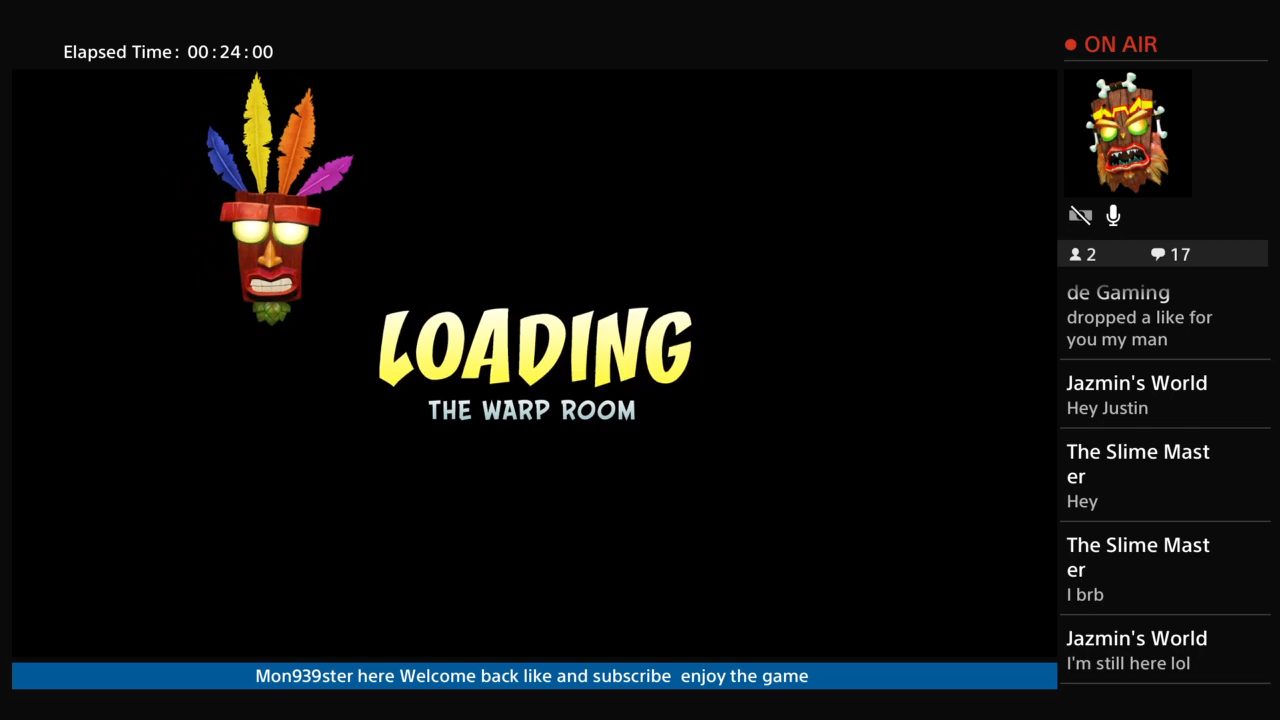 Elapsed Time: 00:24:00
ON AIR
2
17
de Gaming
dropped a like for
you my man
Jazmin's World
Hey Justin
The Slime Mast
er
Hey
The Slime Mast
er
I brb
Jazmin's World
I'm still here lol
LOADING
THE WARP ROOM
Mon939ster here Welcome back like and subscribe enjoy the game